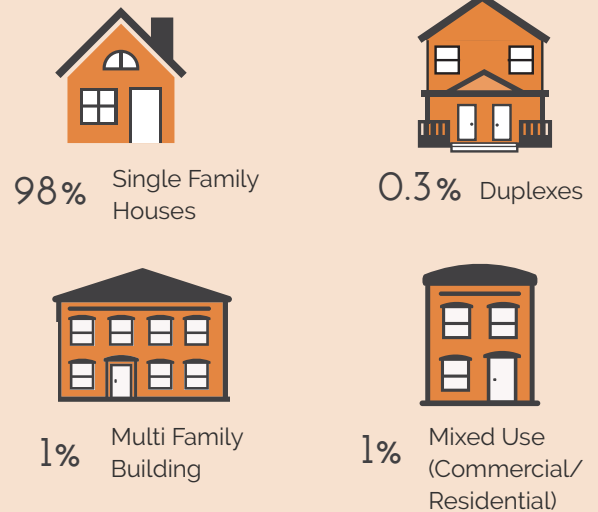 98% Single Family
Houses
0.3% Duplexes
1% Multi Family
Building
1% Mixed Use
(Commercial/
Residential)